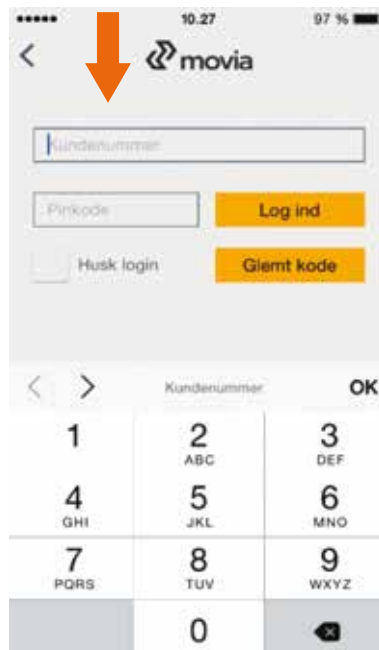 10.27 97 %
movia
Kundenummer
Pinkode Log ind
Husk login Glemt kode
Kundenummer OK
1 2 3
ABC DEF
4 5 6
GHI JKL MNO
7 8 9
PQRS TUV WXYZ
0